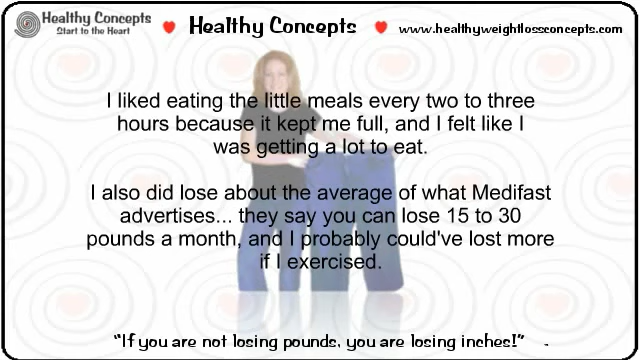 Healthy Concepts
Start to the Heart
Healthy Concepts
www.healthyweightlossconcepts.com
I liked eating the little meals every two to three
hours because it kept me full, and I felt like I
was getting a lot to eat.
I also did lose about the average of what Medifast
advertises... they say you can lose 15 to 30
pounds a month, and I probably could've lost more
if I exercised.
“If you are not losing pounds, you are losing inches!” -